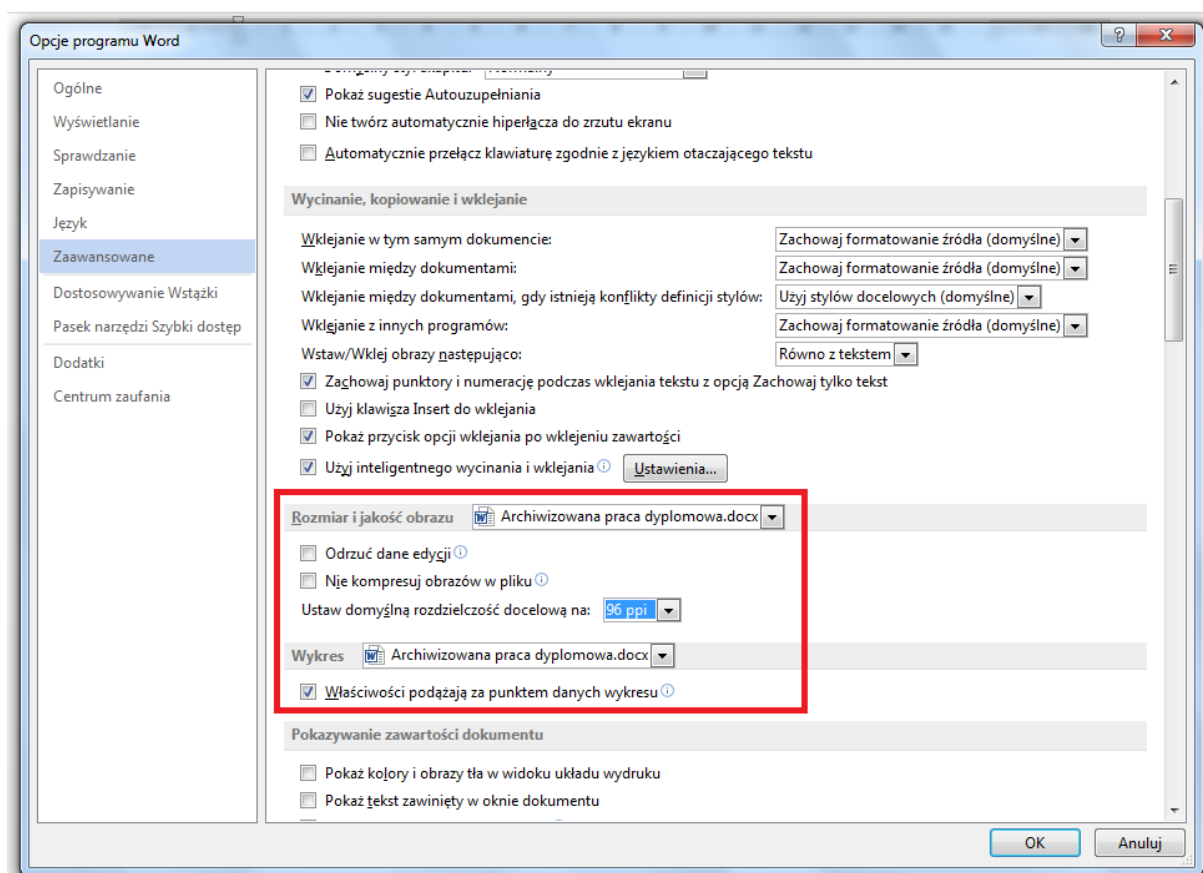 Opcje programu Word
Ogólne
Wyświetlanie
Sprawdzanie
Zapisywanie
Język
Zaawansowane
Dostosowywanie Wstążki
Pasek narzędzi Szybki dostęp
Dodatki
Centrum zaufania
Pokaż sugestie Autouzupełniania
Nie twórz automatycznie hiperłącza do zrzutu ekranu
Automatycznie przełącz klawiaturę zgodnie z językiem otaczającego tekstu
Wycinanie, kopiowanie i wklejanie
Wklejanie w tym samym dokumencie: Zachowaj formatowanie źródła (domyślne)
Wklejanie między dokumentami: Zachowaj formatowanie źródła (domyślne)
Wklejanie między dokumentami, gdy istnieją konflikty definicji stylów: Użyj stylów docelowych (domyślne)
Wklejanie z innych programów: Zachowaj formatowanie źródła (domyślne)
Wstaw/Wklej obrazy następująco: Równo z tekstem
Zachowaj punktory i numerację podczas wklejania tekstu z opcją Zachowaj tylko tekst
Użyj klawisza Insert do wklejania
Pokaż przycisk opcji wklejania po wklejeniu zawartości
Użyj inteligentnego wycinania i wklejania Ustawienia...
Rozmiar i jakość obrazu Archiwizowana praca dyplomowa.docx
Odrzuć dane edycji
Nie kompresuj obrazów w pliku
Ustaw domyślną rozdzielczość docelową na: 96 ppi
Wykres Archiwizowana praca dyplomowa.docx
Właściwości podążają za punktem danych wykresu
Pokazywanie zawartości dokumentu
Pokaż kolory i obrazy tła w widoku układu wydruku
Pokaż tekst zawinięty w oknie dokumentu
OK Anuluj